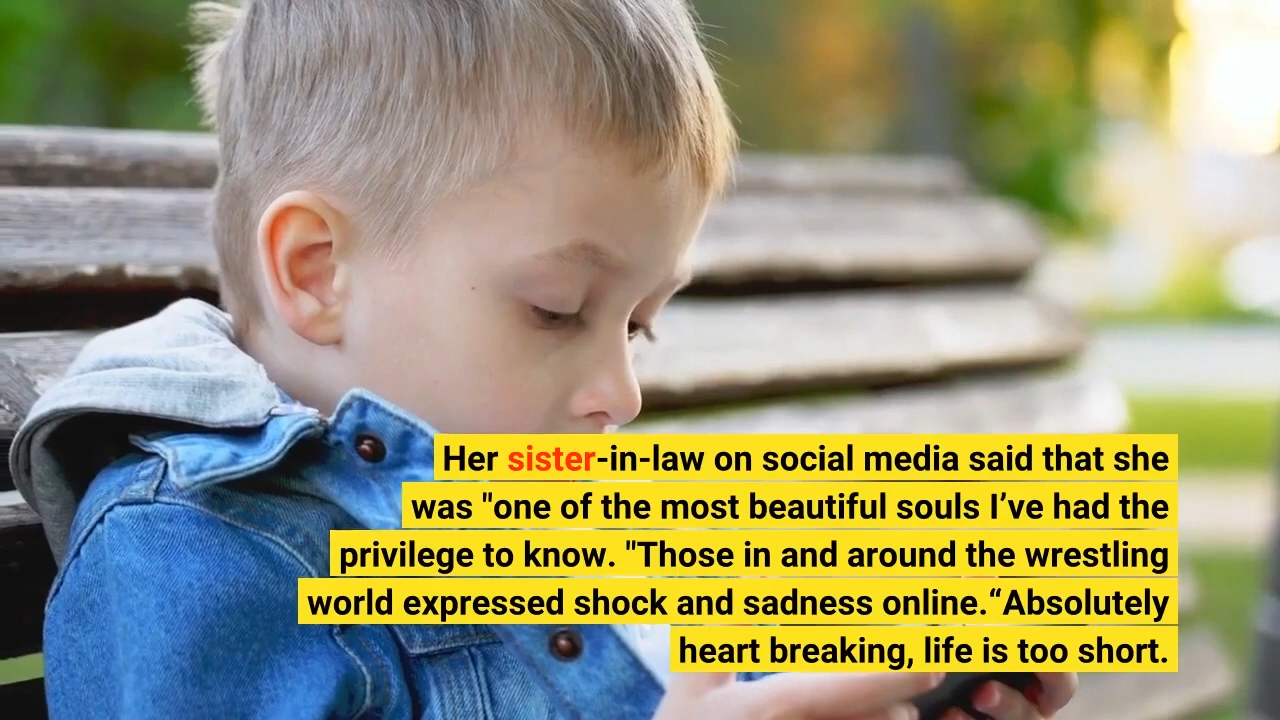 Her sister-in-law on social media said that she
was "one of the most beautiful souls I’ve had the
privilege to know. "Those in and around the wrestling
world expressed shock and sadness online.“Absolutely
heart breaking, life is too short.